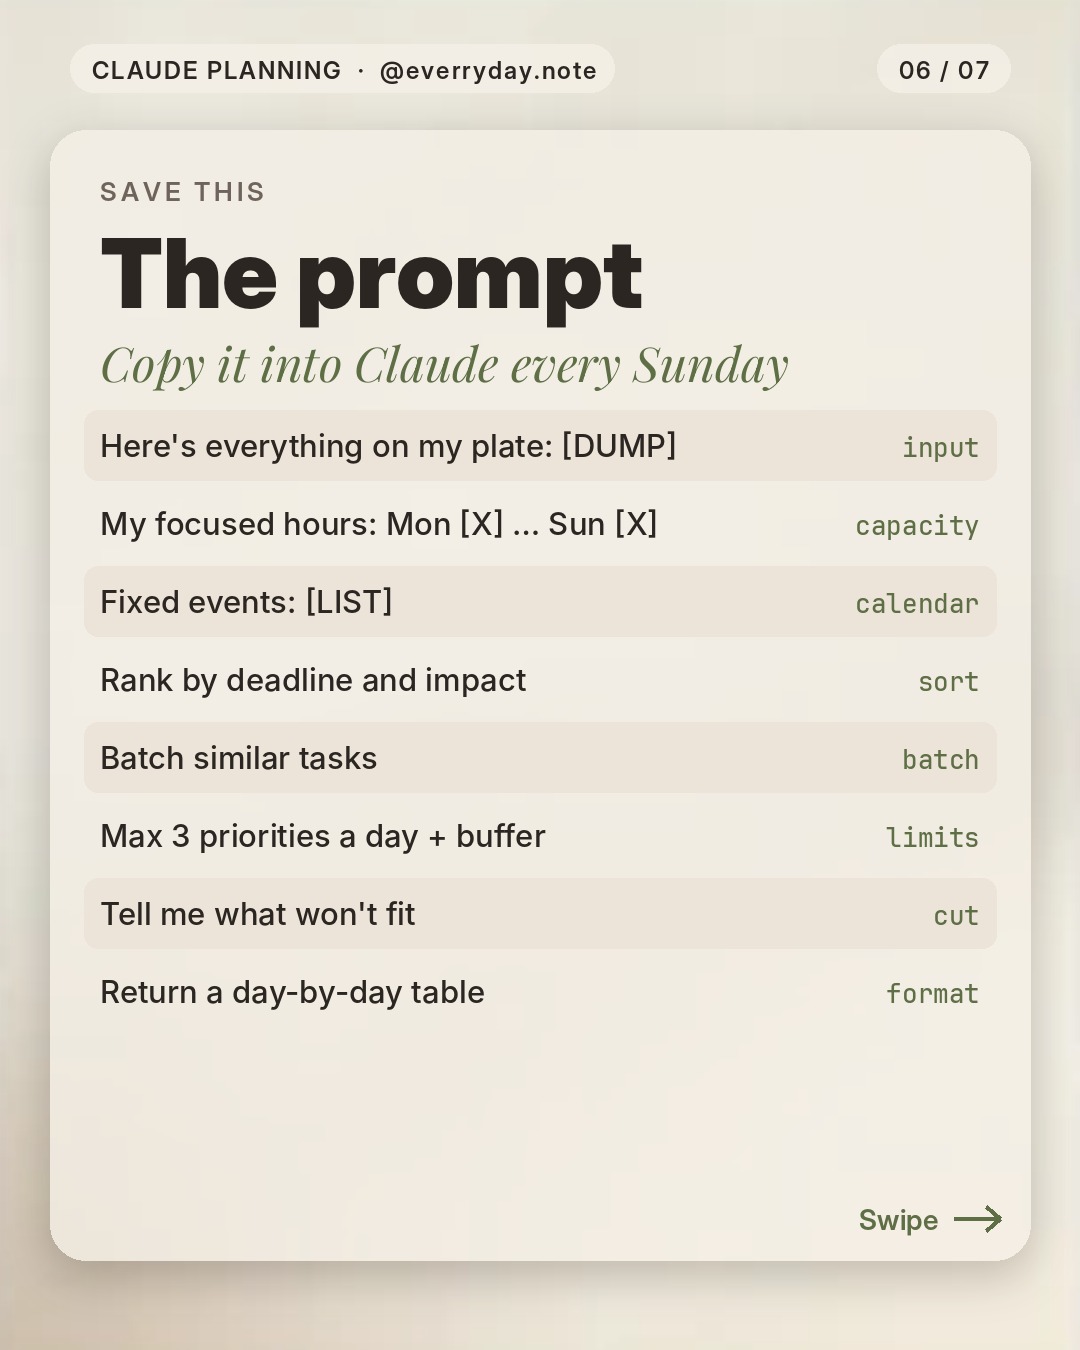 CLAUDE PLANNING · @everryday.note
06 / 07
SAVE THIS
The prompt
Copy it into Claude every Sunday
Here's everything on my plate: [DUMP] input
My focused hours: Mon [X] ... Sun [X] capacity
Fixed events: [LIST] calendar
Rank by deadline and impact sort
Batch similar tasks batch
Max 3 priorities a day + buffer limits
Tell me what won't fit cut
Return a day-by-day table format
Swipe →